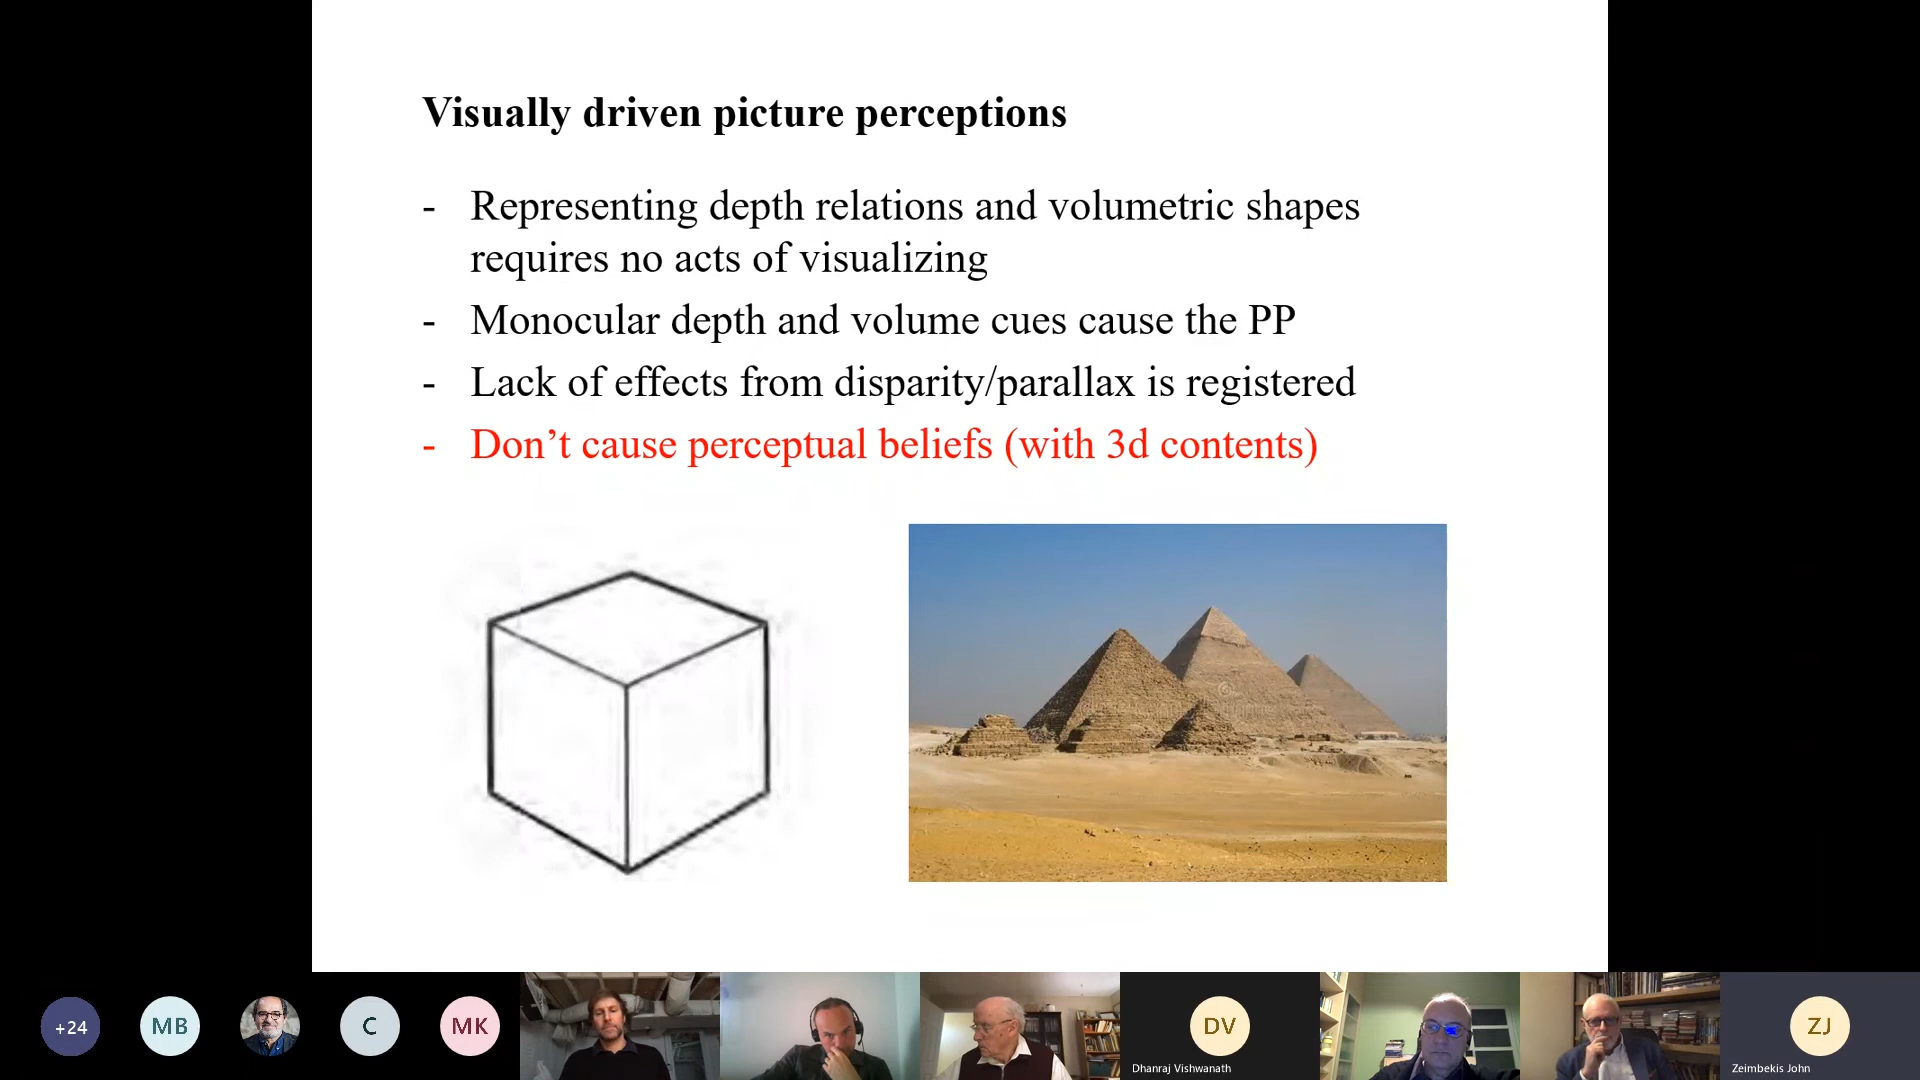 Visually driven picture perceptions
- Representing depth relations and volumetric shapes
requires no acts of visualizing
- Monocular depth and volume cues cause the PP
- Lack of effects from disparity/parallax is registered
- Don’t cause perceptual beliefs (with 3d contents)
+24
MB
C
MK
DV
Dhanraj Vishwanath
ZJ
Zeimbekis John